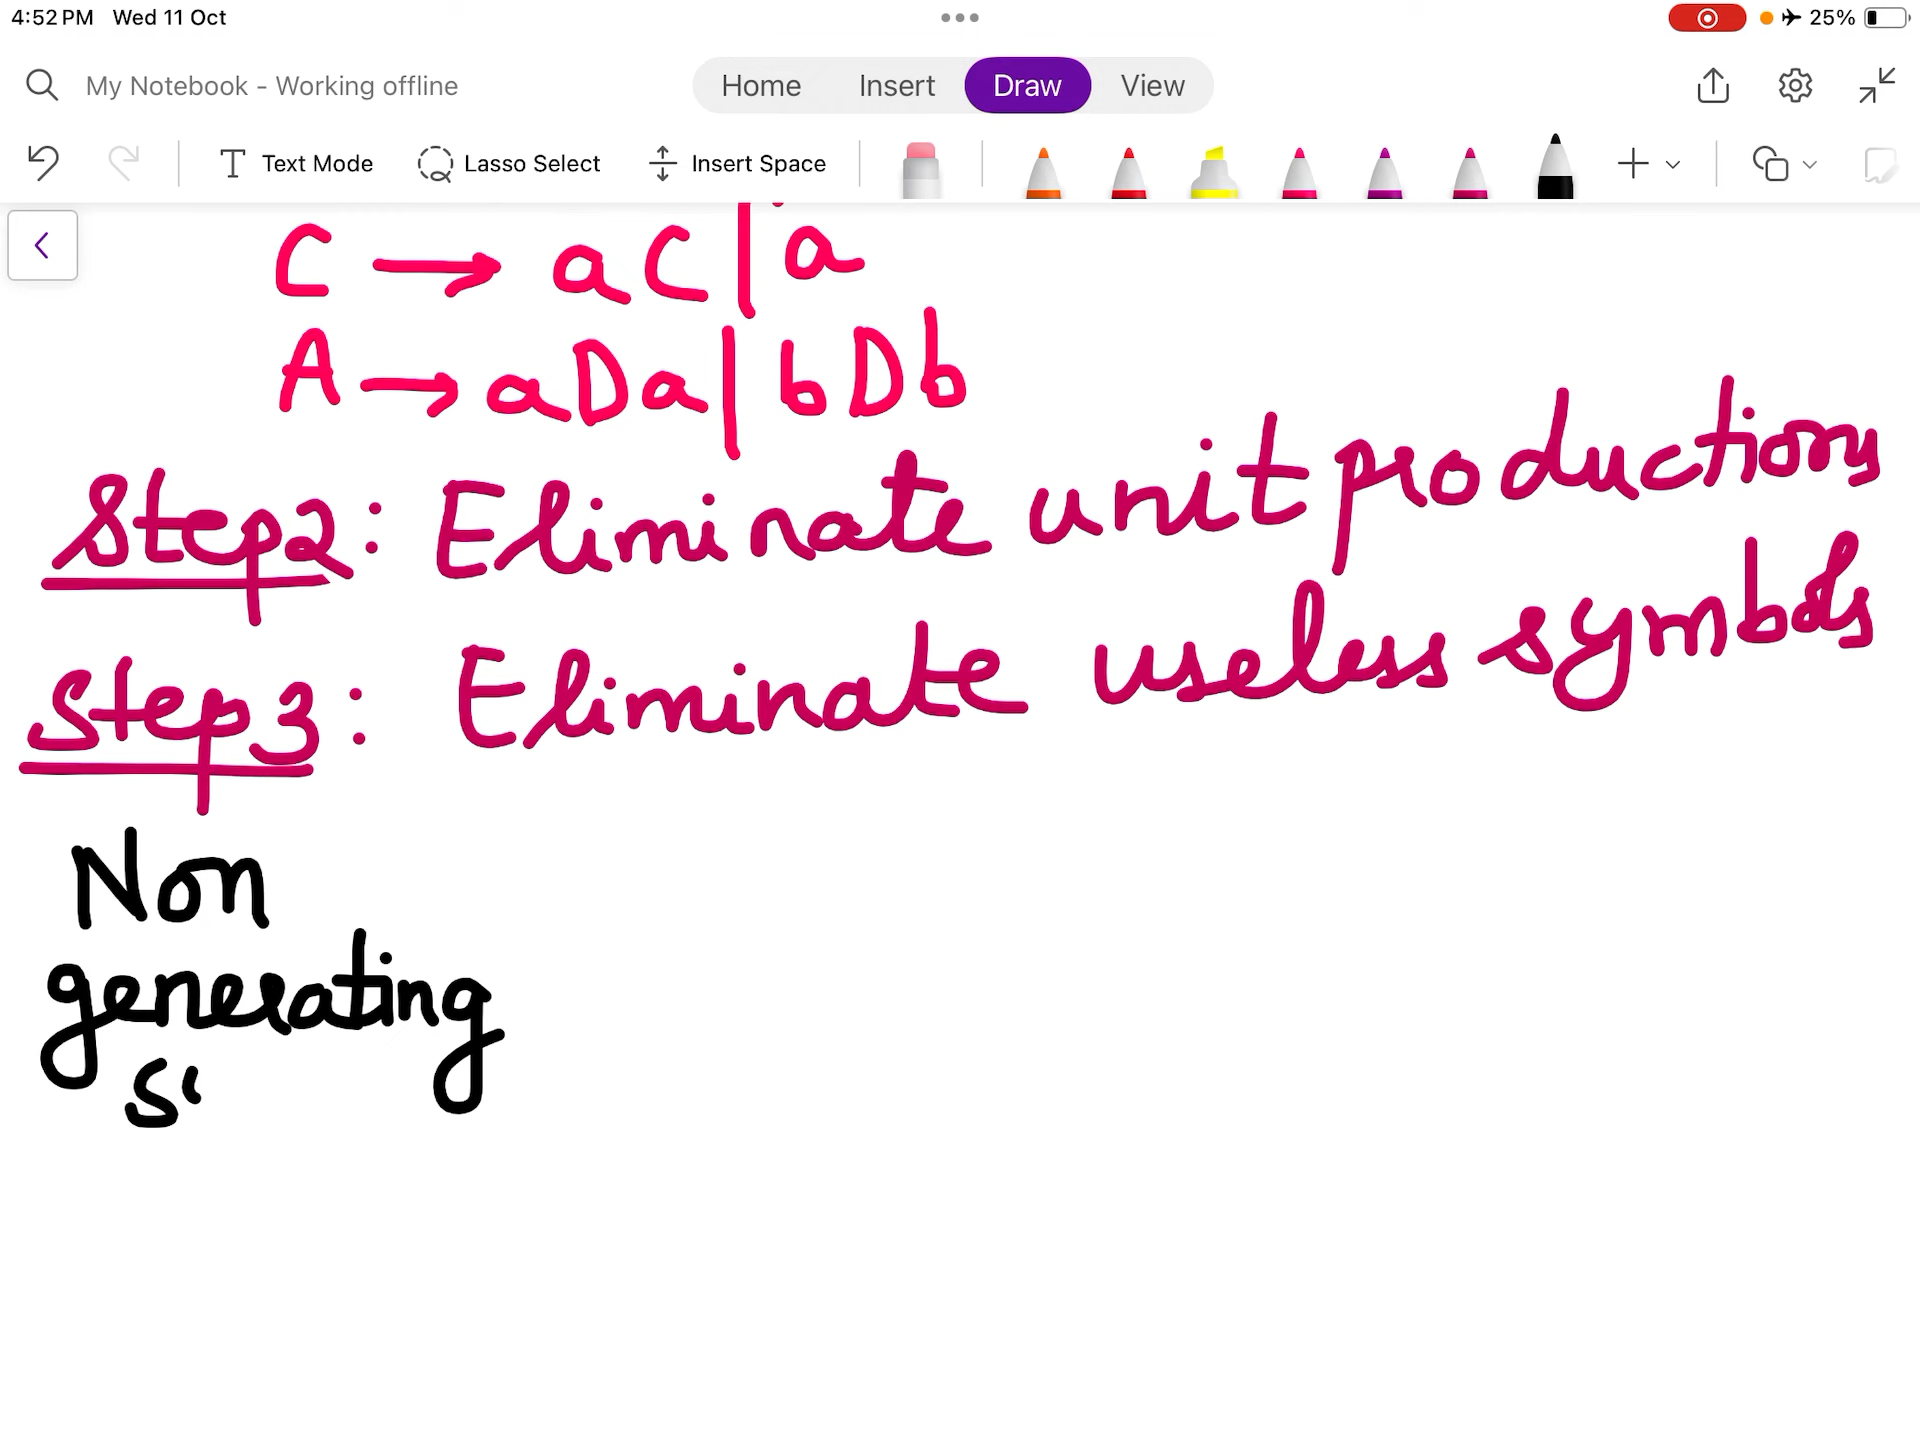 4:52 PM Wed 11 Oct
25%
My Notebook - Working offline
Home Insert Draw View
Text Mode Lasso Select Insert Space
C → aC | a
A → aDa | bDb
Step2: Eliminate unit productions
Step3: Eliminate useless symbols
Non
generating